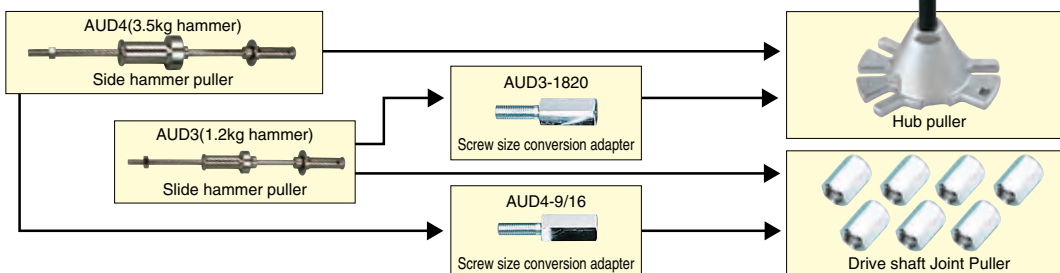 AUD4(3.5kg hammer)
Side hammer puller
AUD3-1820
Screw size conversion adapter
Hub puller
AUD3(1.2kg hammer)
Slide hammer puller
AUD4-9/16
Screw size conversion adapter
Drive shaft Joint Puller